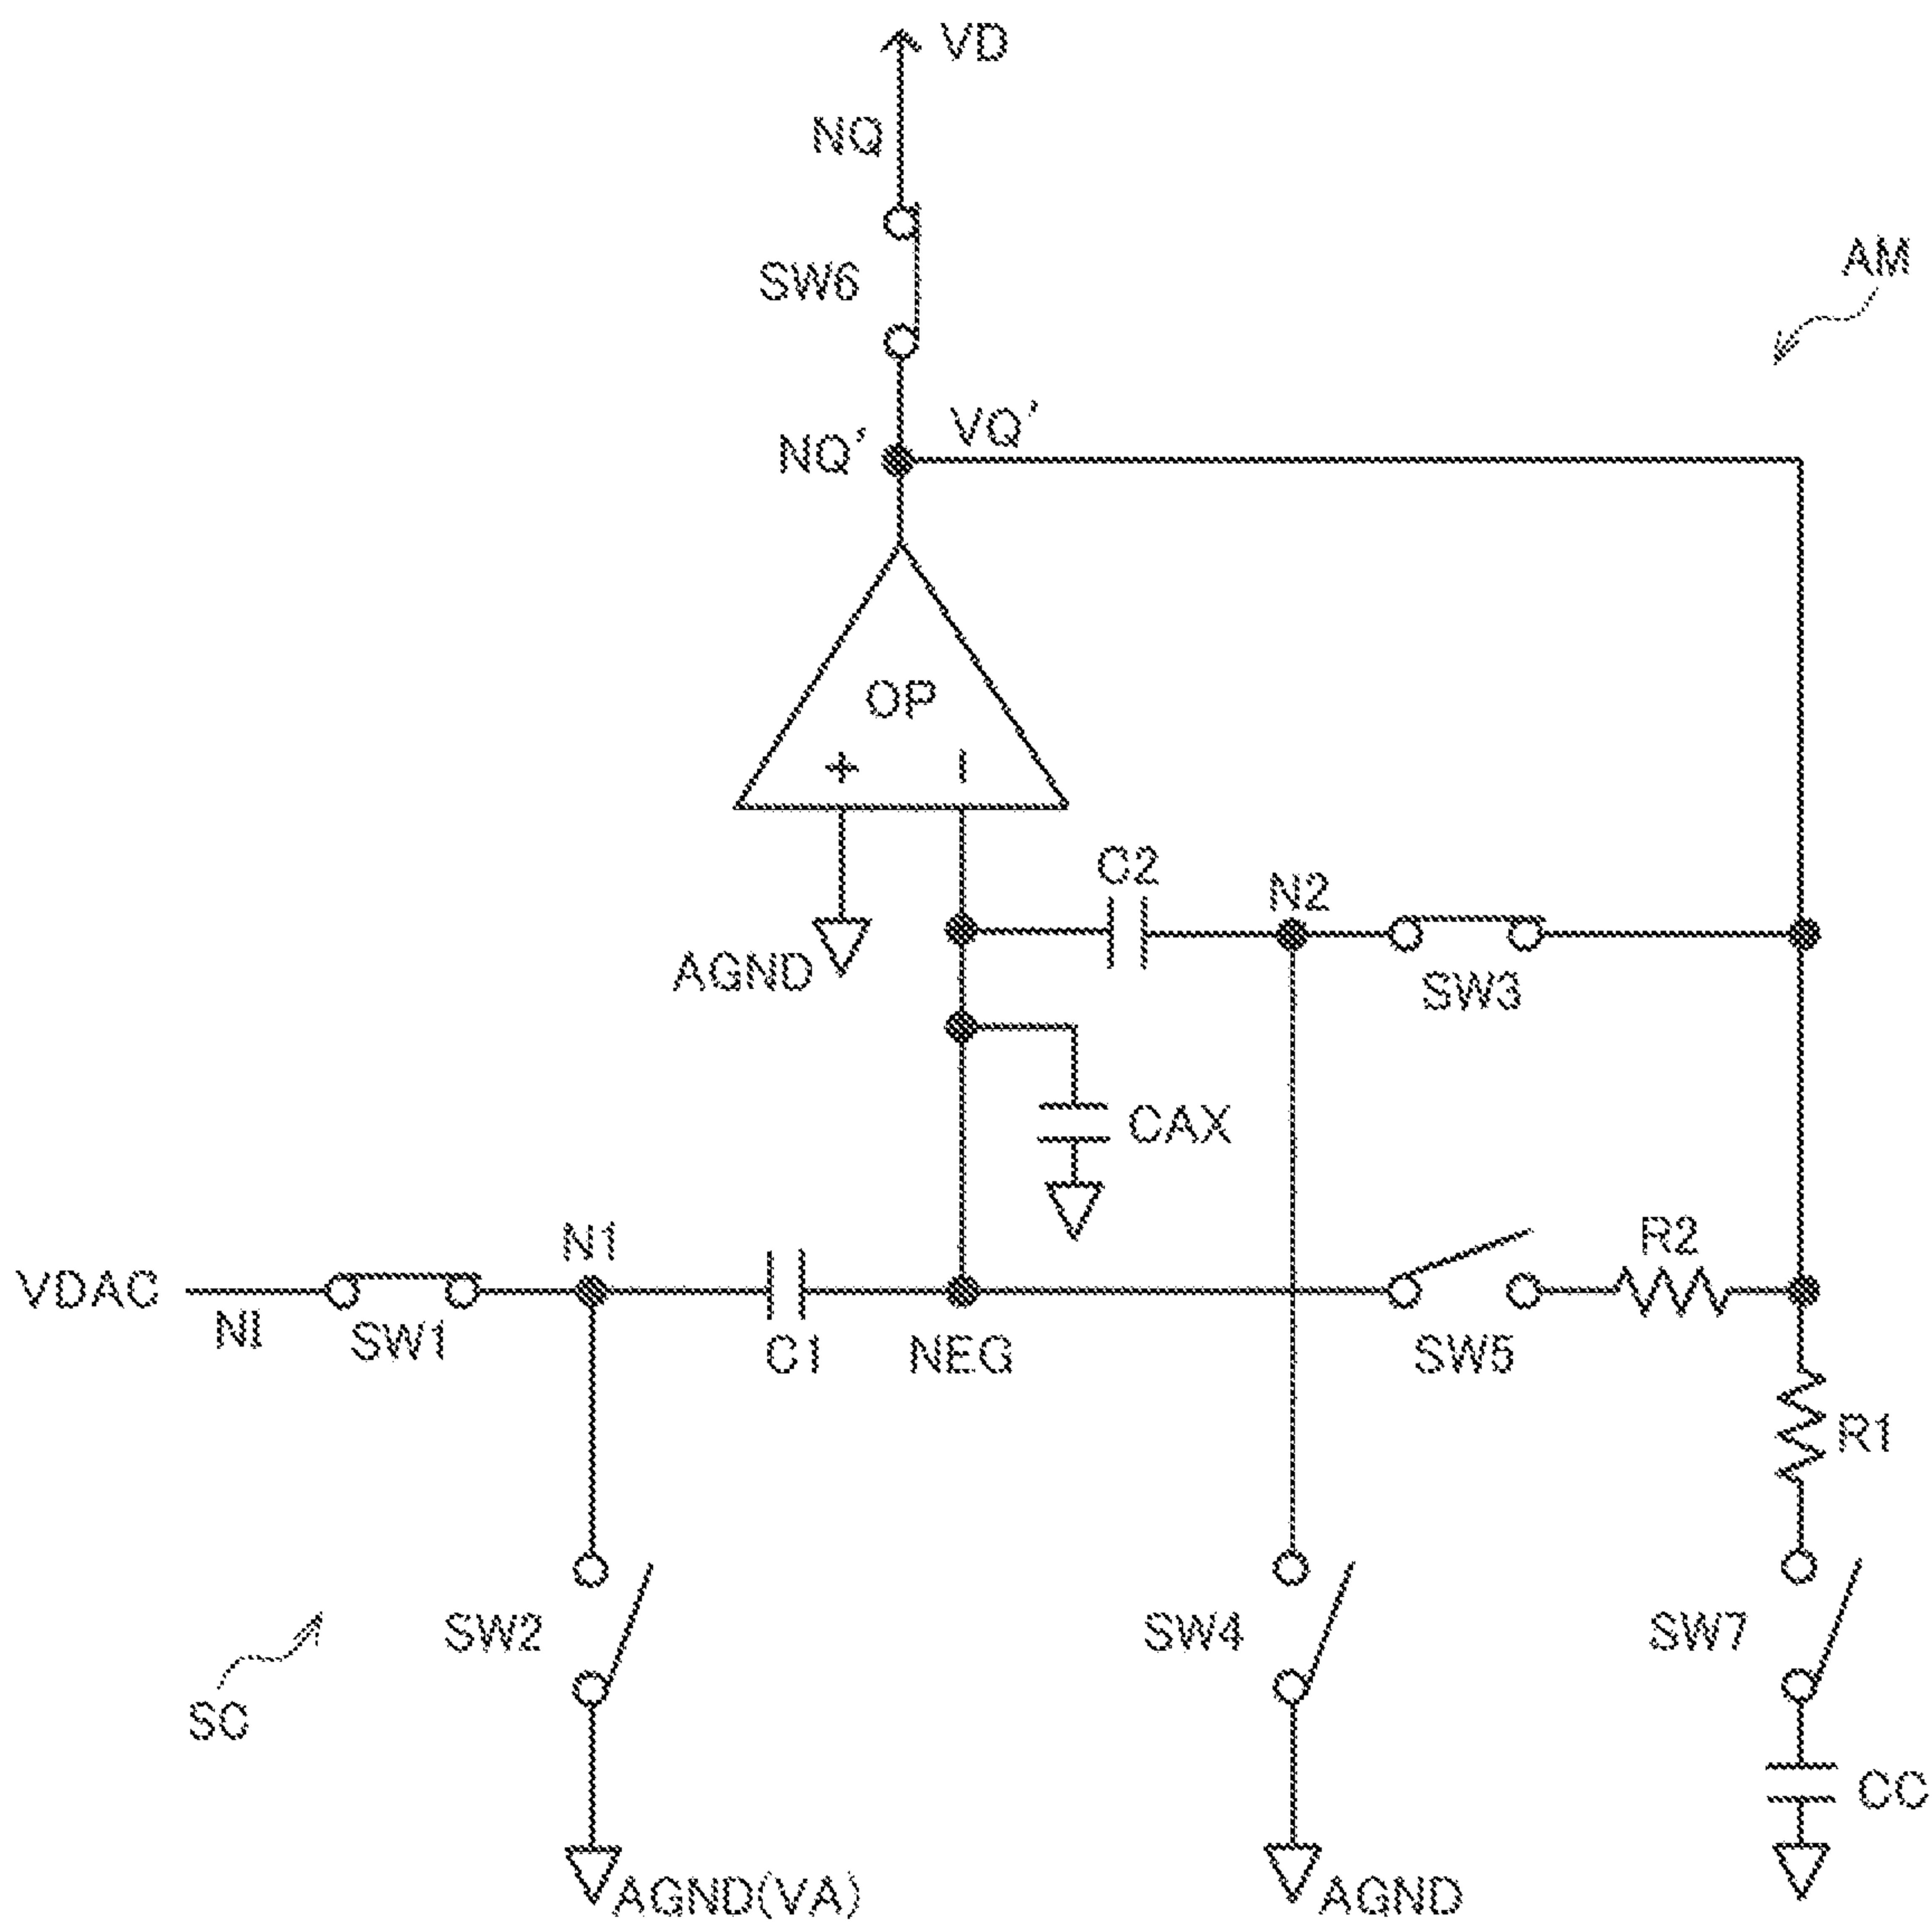 VD
NQ
SW6
AM
NQ'
VQ'
OP
+
−
C2
N2
AGND
SW3
CAX
N1
R2
VDAC
NI
SW1
C1
NEG
SW5
R1
SW2
SW4
SW7
SC
CC
AGND(VA)
AGND